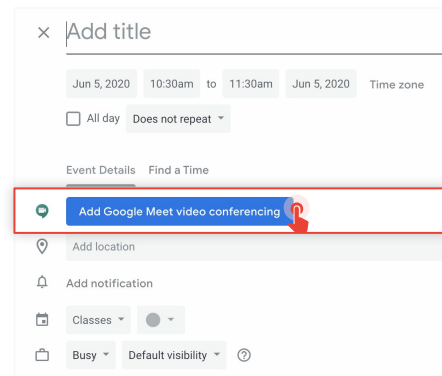 Add title
Jun 5, 2020 10:30am to 11:30am Jun 5, 2020 Time zone
All day Does not repeat
Event Details Find a Time
Add Google Meet video conferencing
Add location
Add notification
Classes
Busy Default visibility